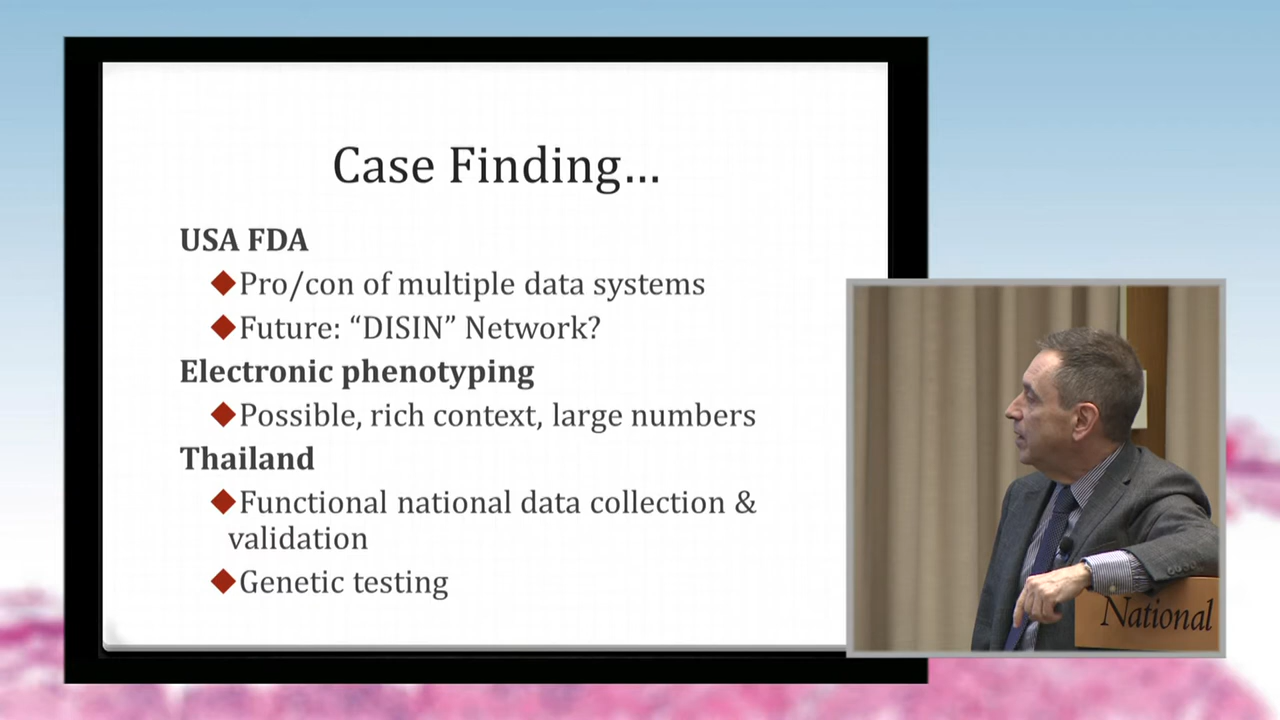 Case Finding...
USA FDA
◆Pro/con of multiple data systems
◆Future: “DISIN” Network?
Electronic phenotyping
◆Possible, rich context, large numbers
Thailand
◆Functional national data collection &
validation
◆Genetic testing
National